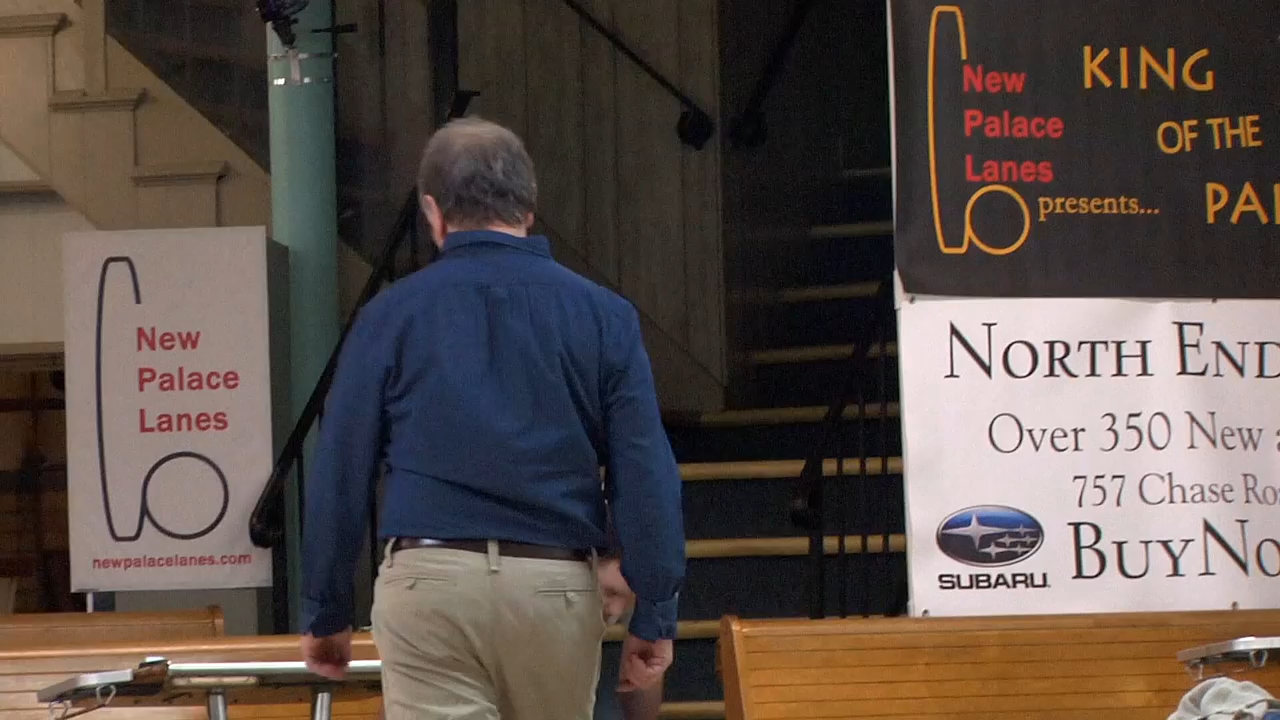 New
Palace
Lanes
newpalacelanes.com
New
Palace
Lanes
presents...
KING
OF THE
NORTH END
Over 350 New
757 Chase
SUBARU